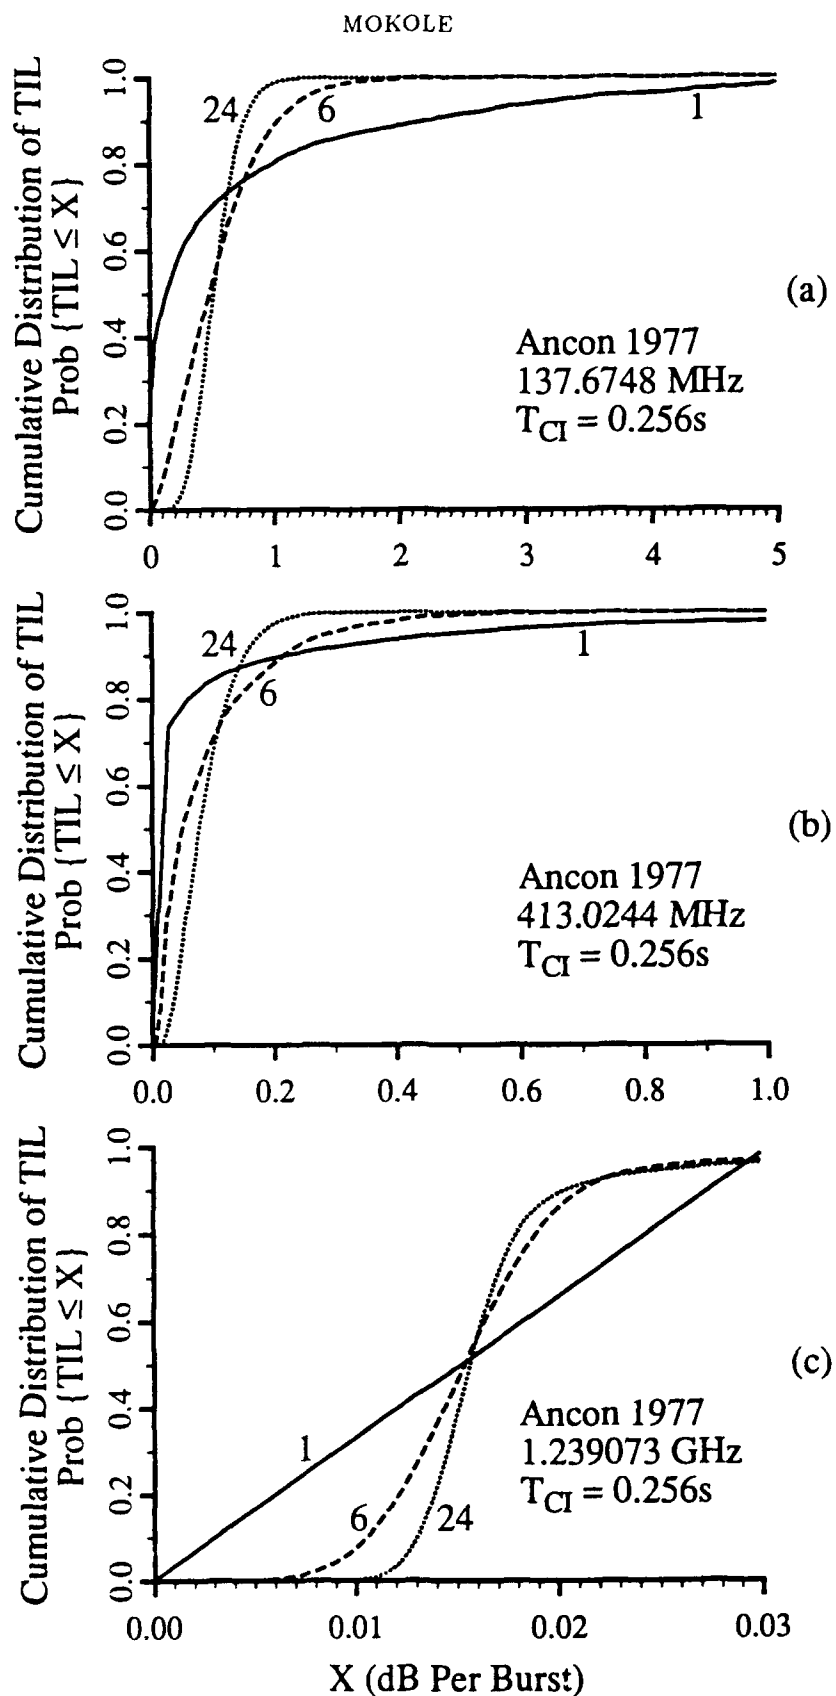 MOKOLE
Cumulative Distribution of TIL
Prob {TIL ≤ X}
1.0
0.8
0.6
0.4
0.2
0.0
24
6
1
(a)
Ancon 1977
137.6748 MHz
T_CI = 0.256s
0 1 2 3 4 5
Cumulative Distribution of TIL
Prob {TIL ≤ X}
1.0
0.8
0.6
0.4
0.2
0.0
24
6
1
(b)
Ancon 1977
413.0244 MHz
T_CI = 0.256s
0.0 0.2 0.4 0.6 0.8 1.0
Cumulative Distribution of TIL
Prob {TIL ≤ X}
1.0
0.8
0.6
0.4
0.2
0.0
1
6
24
(c)
Ancon 1977
1.239073 GHz
T_CI = 0.256s
0.00 0.01 0.02 0.03
X (dB Per Burst)